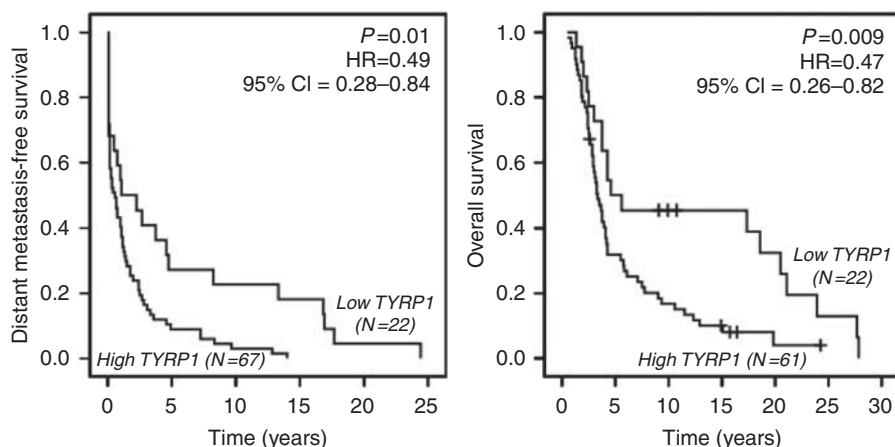 P=0.01
HR=0.49
95% CI = 0.28–0.84
Distant metastasis-free survival
1.0
0.8
0.6
0.4
0.2
0.0
Low TYRP1
(N=22)
High TYRP1 (N=67)
0 5 10 15 20 25
Time (years)
P=0.009
HR=0.47
95% CI = 0.26–0.82
Overall survival
1.0
0.8
0.6
0.4
0.2
0.0
Low TYRP1
(N=22)
High TYRP1 (N=61)
0 5 10 15 20 25 30
Time (years)